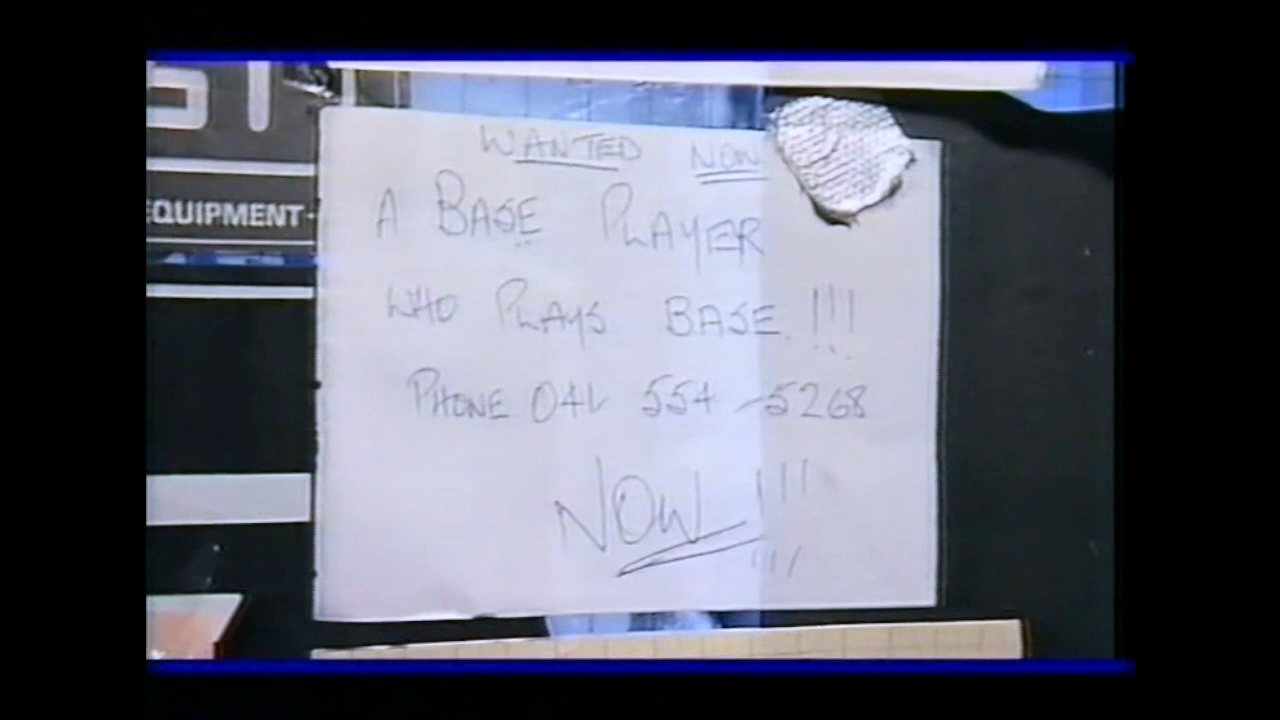 WANTED NOW
A BASE PLAYER
WHO PLAYS BASE. !!!
PHONE 041 554-5268
NOW !!!
!!!
EQUIPMENT